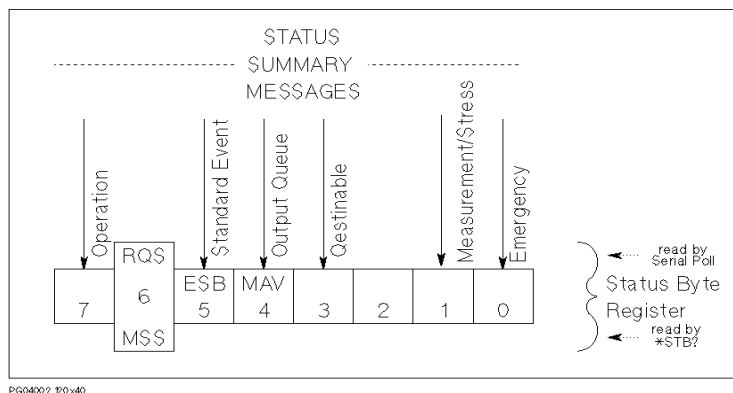 STATUS
SUMMARY
MESSAGES
Operation
Standard Event
Output Queue
Qestinable
Measurement/Stress
Emergency
RQS
ESB MAV
7 6 5 4 3 2 1 0
MSS
read by
Serial Poll
Status Byte
Register
read by
*STB?
PG04002 120x40